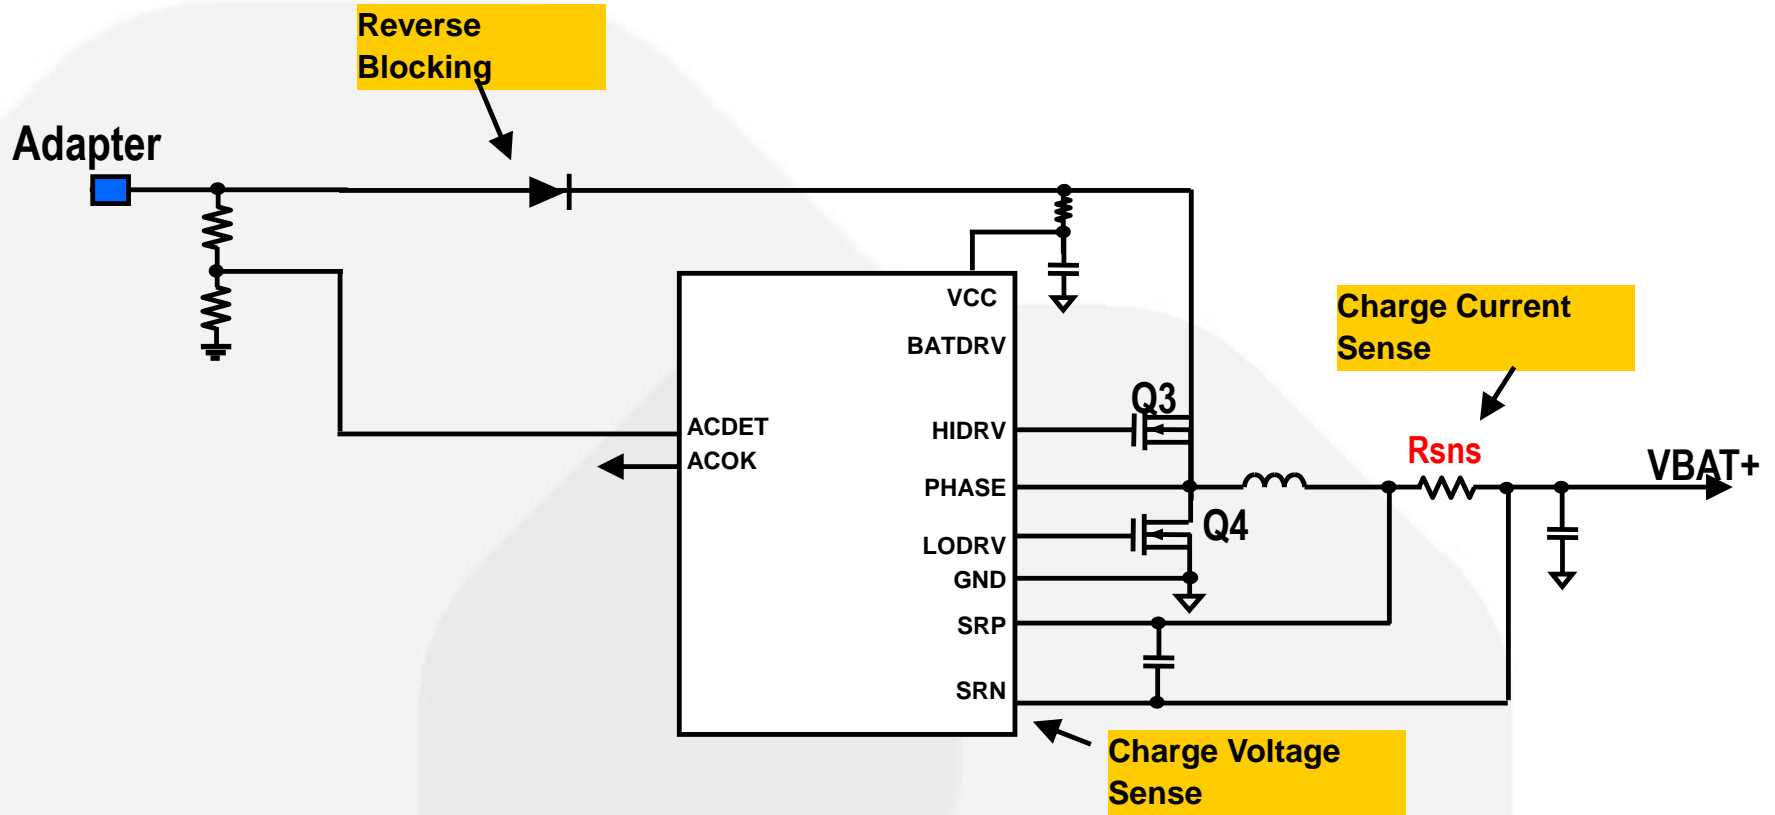 Reverse
Blocking
Adapter
VCC
BATDRV
Charge Current
Sense
Q3
ACDET
HIDRV
ACOK
Rsns
VBAT+
PHASE
Q4
LODRV
GND
SRP
SRN
Charge Voltage
Sense